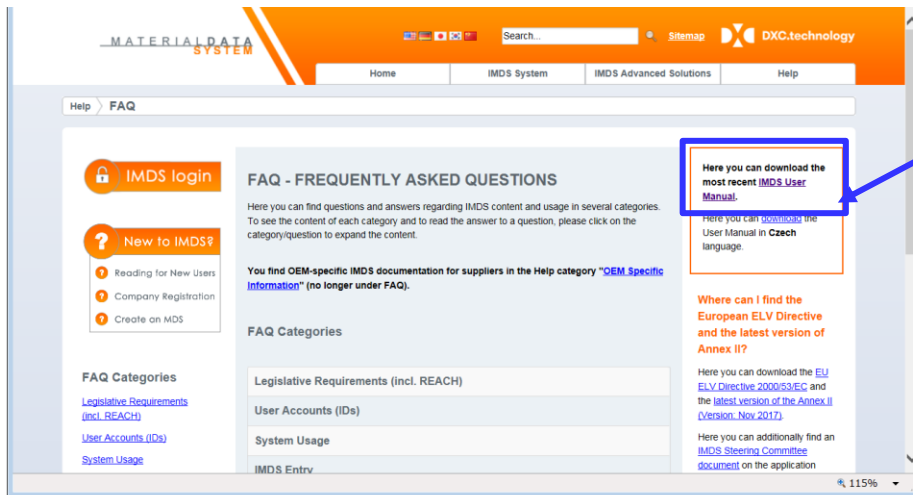 MATERIAL DATA
SYSTEM
Search...
Sitemap
DXC.technology
Home
IMDS System
IMDS Advanced Solutions
Help
Help
FAQ
IMDS login
New to IMDS?
Reading for New Users
Company Registration
Create an MDS
FAQ Categories
Legislative Requirements
(incl. REACH)
User Accounts (IDs)
System Usage
FAQ - FREQUENTLY ASKED QUESTIONS
Here you can find questions and answers regarding IMDS content and usage in several categories.
To see the content of each category and to read the answer to a question, please click on the
category/question to expand the content.
You find OEM-specific IMDS documentation for suppliers in the Help category "OEM Specific
Information" (no longer under FAQ).
FAQ Categories
Legislative Requirements (incl. REACH)
User Accounts (IDs)
System Usage
IMDS Entry
Here you can download the
most recent IMDS User
Manual.
Here you can download the
User Manual in Czech
language.
Where can I find the
European ELV Directive
and the latest version of
Annex II?
Here you can download the EU
ELV Directive 2000/53/EC and
the latest version of the Annex II
(Version: Nov 2017).
Here you can additionally find an
IMDS Steering Committee
document on the application
115%